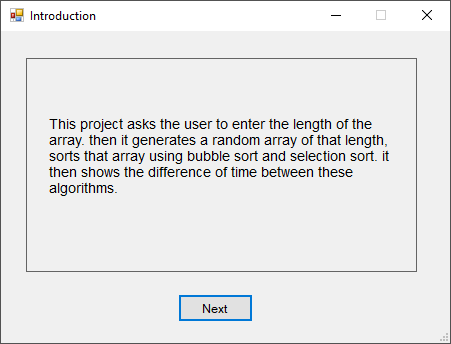 Introduction
This project asks the user to enter the length of the
array. then it generates a random array of that length,
sorts that array using bubble sort and selection sort. it
then shows the difference of time between these
algorithms.
Next